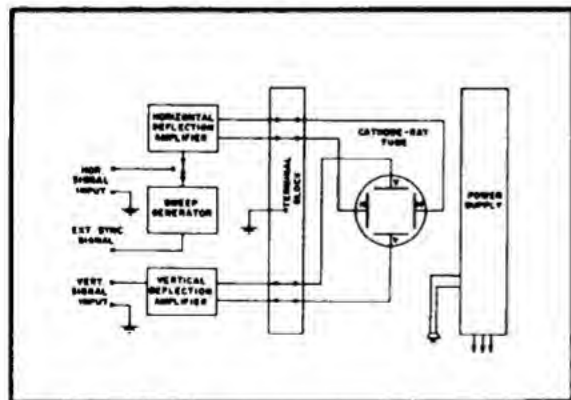 HORIZONTAL
DEFLECTION
AMPLIFIER
HOR
SIGNAL
INPUT
SWEEP
GENERATOR
EXT SYNC
SIGNAL
VERT
SIGNAL
INPUT
VERTICAL
DEFLECTION
AMPLIFIER
TERMINAL
BLOCK
CATHODE-RAY
TUBE
V
H
H
V
POWER
SUPPLY